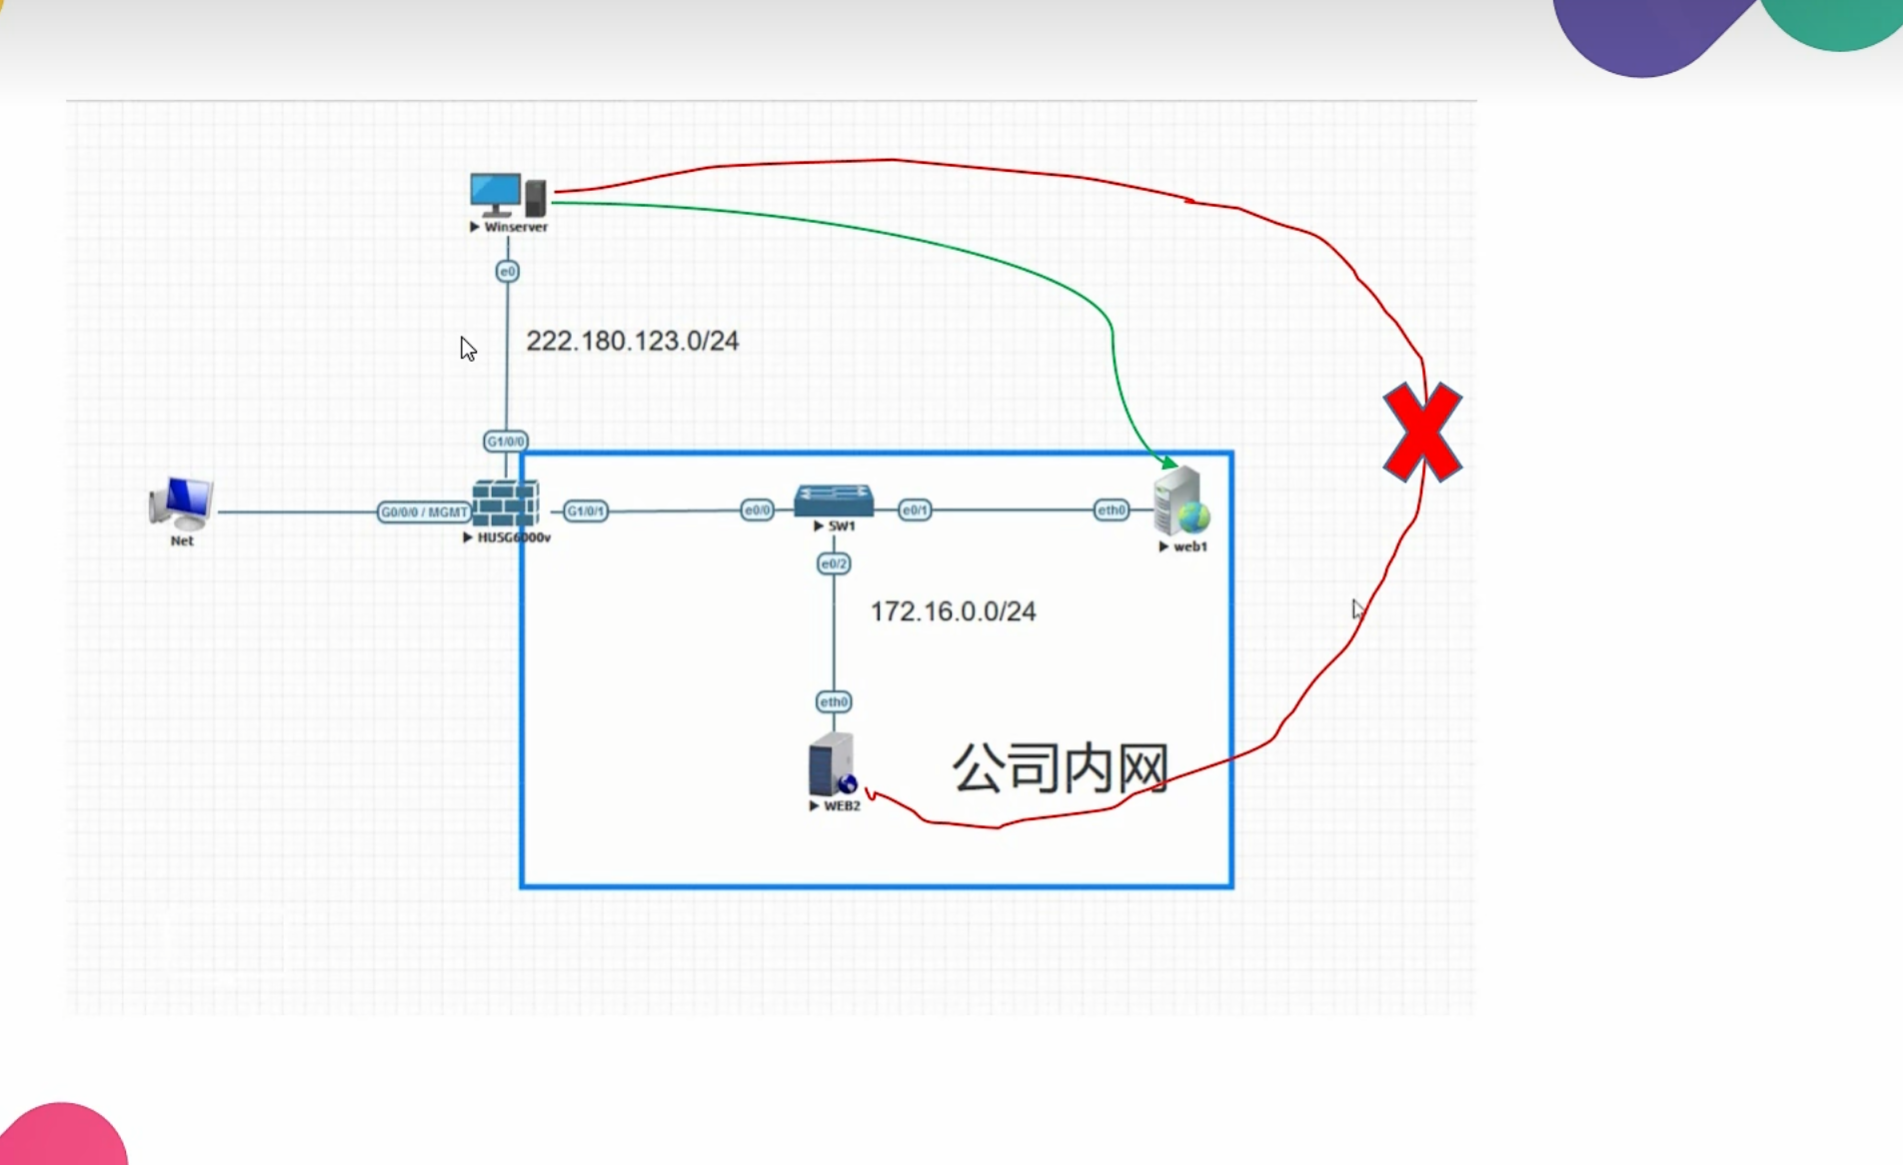 ▶ Winserver
e0
222.180.123.0/24
G1/0/0
Net
G0/0/0 / MGMT
▶ HUSG6000v
G1/0/1
e0/0
▶ SW1
e0/1
eth0
▶ web1
e0/2
172.16.0.0/24
eth0
▶ WEB2
公司内网